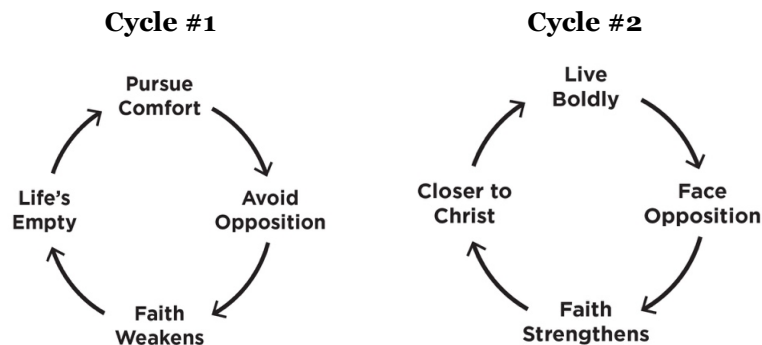 Cycle #1
Pursue
Comfort
Avoid
Opposition
Faith
Weakens
Life's
Empty
Cycle #2
Live
Boldly
Face
Opposition
Faith
Strengthens
Closer to
Christ